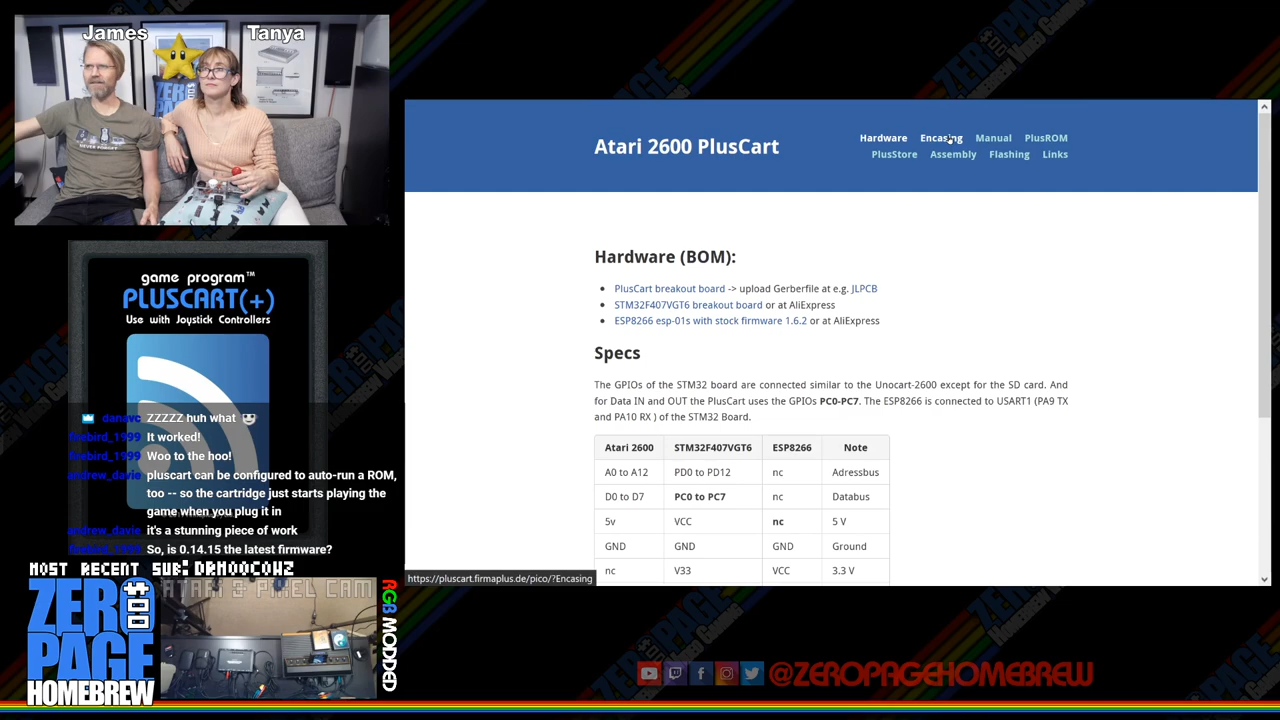 James
Tanya
Atari 2600 PlusCart
Hardware Encasing Manual PlusROM
PlusStore Assembly Flashing Links
Hardware (BOM):
PlusCart breakout board -> upload Gerberfile at e.g. JLPCB
STM32F407VGT6 breakout board or at AliExpress
ESP8266 esp-01s with stock firmware 1.6.2 or at AliExpress
Specs
The GPIOs of the STM32 board are connected similar to the Unocart-2600 except for the SD card. And
for Data IN and OUT the PlusCart uses the GPIOs PC0-PC7. The ESP8266 is connected to USART1 (PA9 TX
and PA10 RX ) of the STM32 Board.
Atari 2600 STM32F407VGT6 ESP8266 Note
A0 to A12 PD0 to PD12 nc Adressbus
D0 to D7 PC0 to PC7 nc Databus
5v VCC nc 5 V
GND GND GND Ground
nc V33 VCC 3.3 V
https://pluscart.firmaplus.de/pico/?Encasing
game program™
PLUSCART(+)
Use with Joystick Controllers
danavc ZZZZZ huh what
firebird_1999 It worked!
firebird_1999 Woo to the hoo!
andrew_davie pluscart can be configured to auto-run a ROM,
too -- so the cartridge just starts playing the
game when you plug it in
andrew_davie it's a stunning piece of work
firebird_1999 So, is 0.14.15 the latest firmware?
MOST RECENT SUB: DRMOOCOWZ
ZERO
PAGE
HOMEBREW
ATARI & PIXEL CAM
RGB MODDED
@ZEROPAGEHOMEBREW